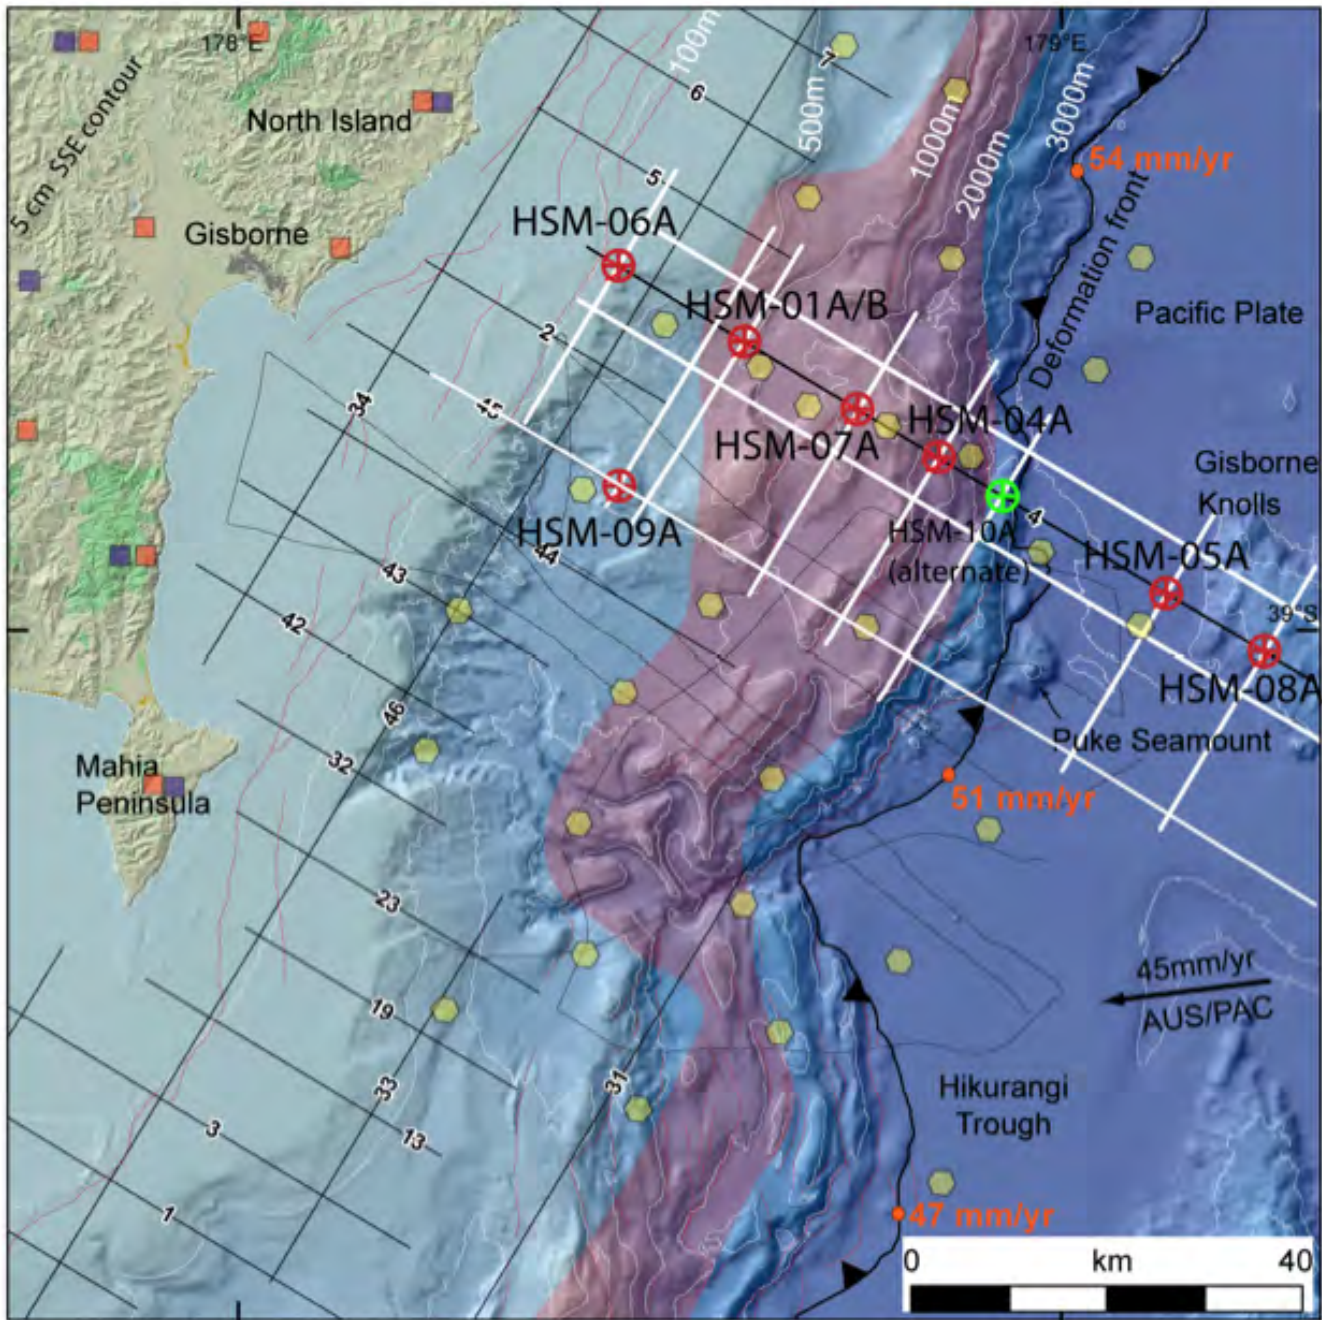 178°E
179°E
5 cm SSE contour
100m
500m
1000m
2000m
3000m
7
6
5
North Island
54 mm/yr
Deformation front
HSM-06A
Gisborne
HSM-01A/B
Pacific Plate
2
34
45
HSM-07A
HSM-04A
Gisborne
Knolls
HSM-09A
HSM-10A
(alternate)
4
HSM-05A
44
43
42
39°S
HSM-08A
46
Puke Seamount
32
Mahia
Peninsula
51 mm/yr
23
45mm/yr
AUS/PAC
19
33
31
Hikurangi
Trough
3
13
1
47 mm/yr
0
km
40